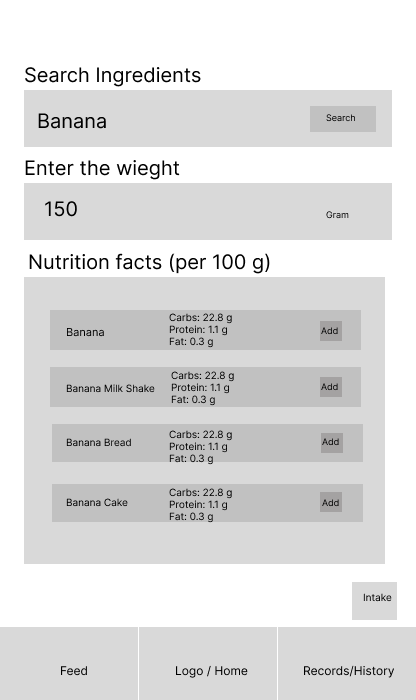 Search Ingredients
Banana
Search
Enter the wieght
150
Gram
Nutrition facts (per 100 g)
Banana
Carbs: 22.8 g
Protein: 1.1 g
Fat: 0.3 g
Add
Banana Milk Shake
Carbs: 22.8 g
Protein: 1.1 g
Fat: 0.3 g
Add
Banana Bread
Carbs: 22.8 g
Protein: 1.1 g
Fat: 0.3 g
Add
Banana Cake
Carbs: 22.8 g
Protein: 1.1 g
Fat: 0.3 g
Add
Intake
Feed
Logo / Home
Records/History